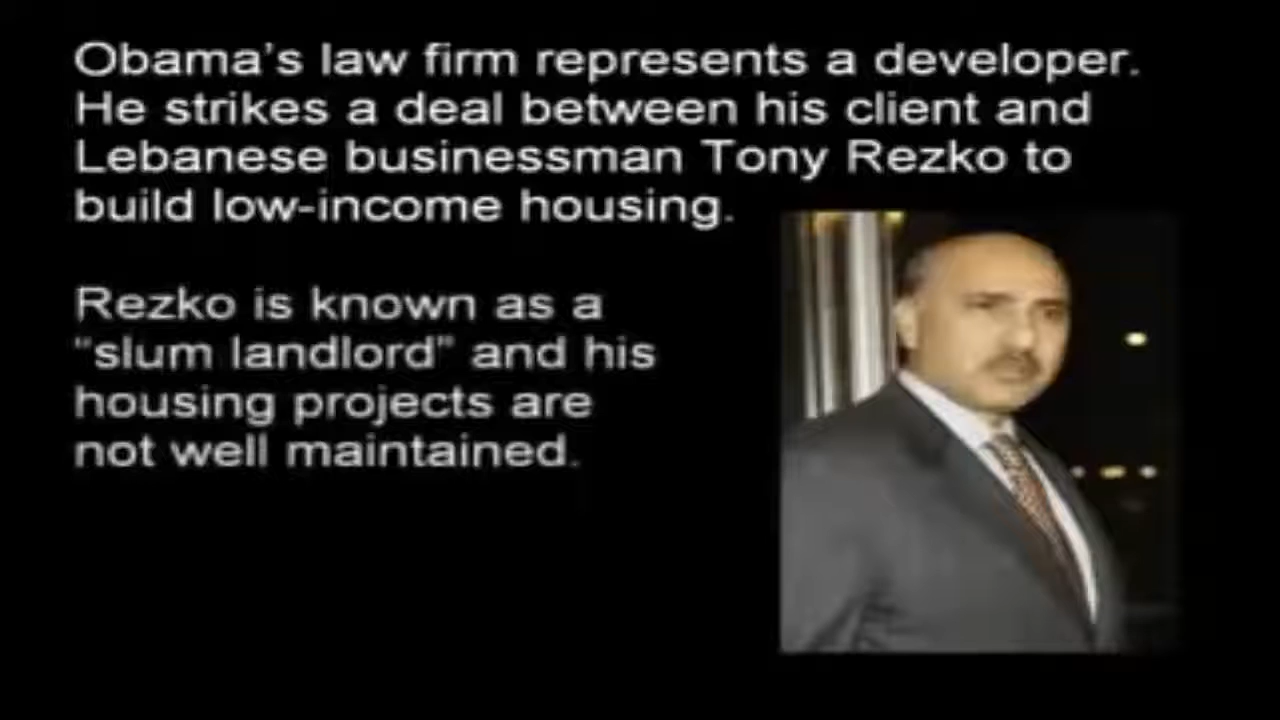 Obama's law firm represents a developer.
He strikes a deal between his client and
Lebanese businessman Tony Rezko to
build low-income housing.
Rezko is known as a
"slum landlord" and his
housing projects are
not well maintained.